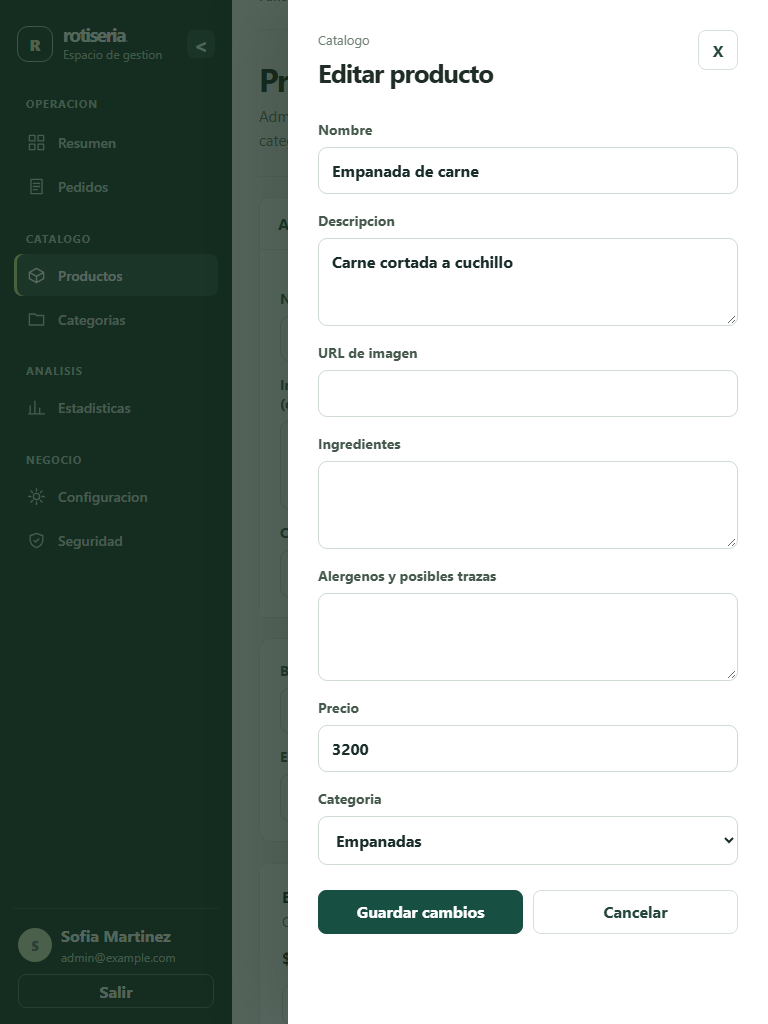 R
rotiseria
Espacio de gestion
<
OPERACION
Resumen
Pedidos
CATALOGO
Productos
Categorias
ANALISIS
Estadisticas
NEGOCIO
Configuracion
Seguridad
S
Sofia Martinez
admin@example.com
Salir
Catalogo
X
Editar producto
Nombre
Empanada de carne
Descripcion
Carne cortada a cuchillo
URL de imagen
Ingredientes
Alergenos y posibles trazas
Precio
3200
Categoria
Empanadas
Guardar cambios
Cancelar